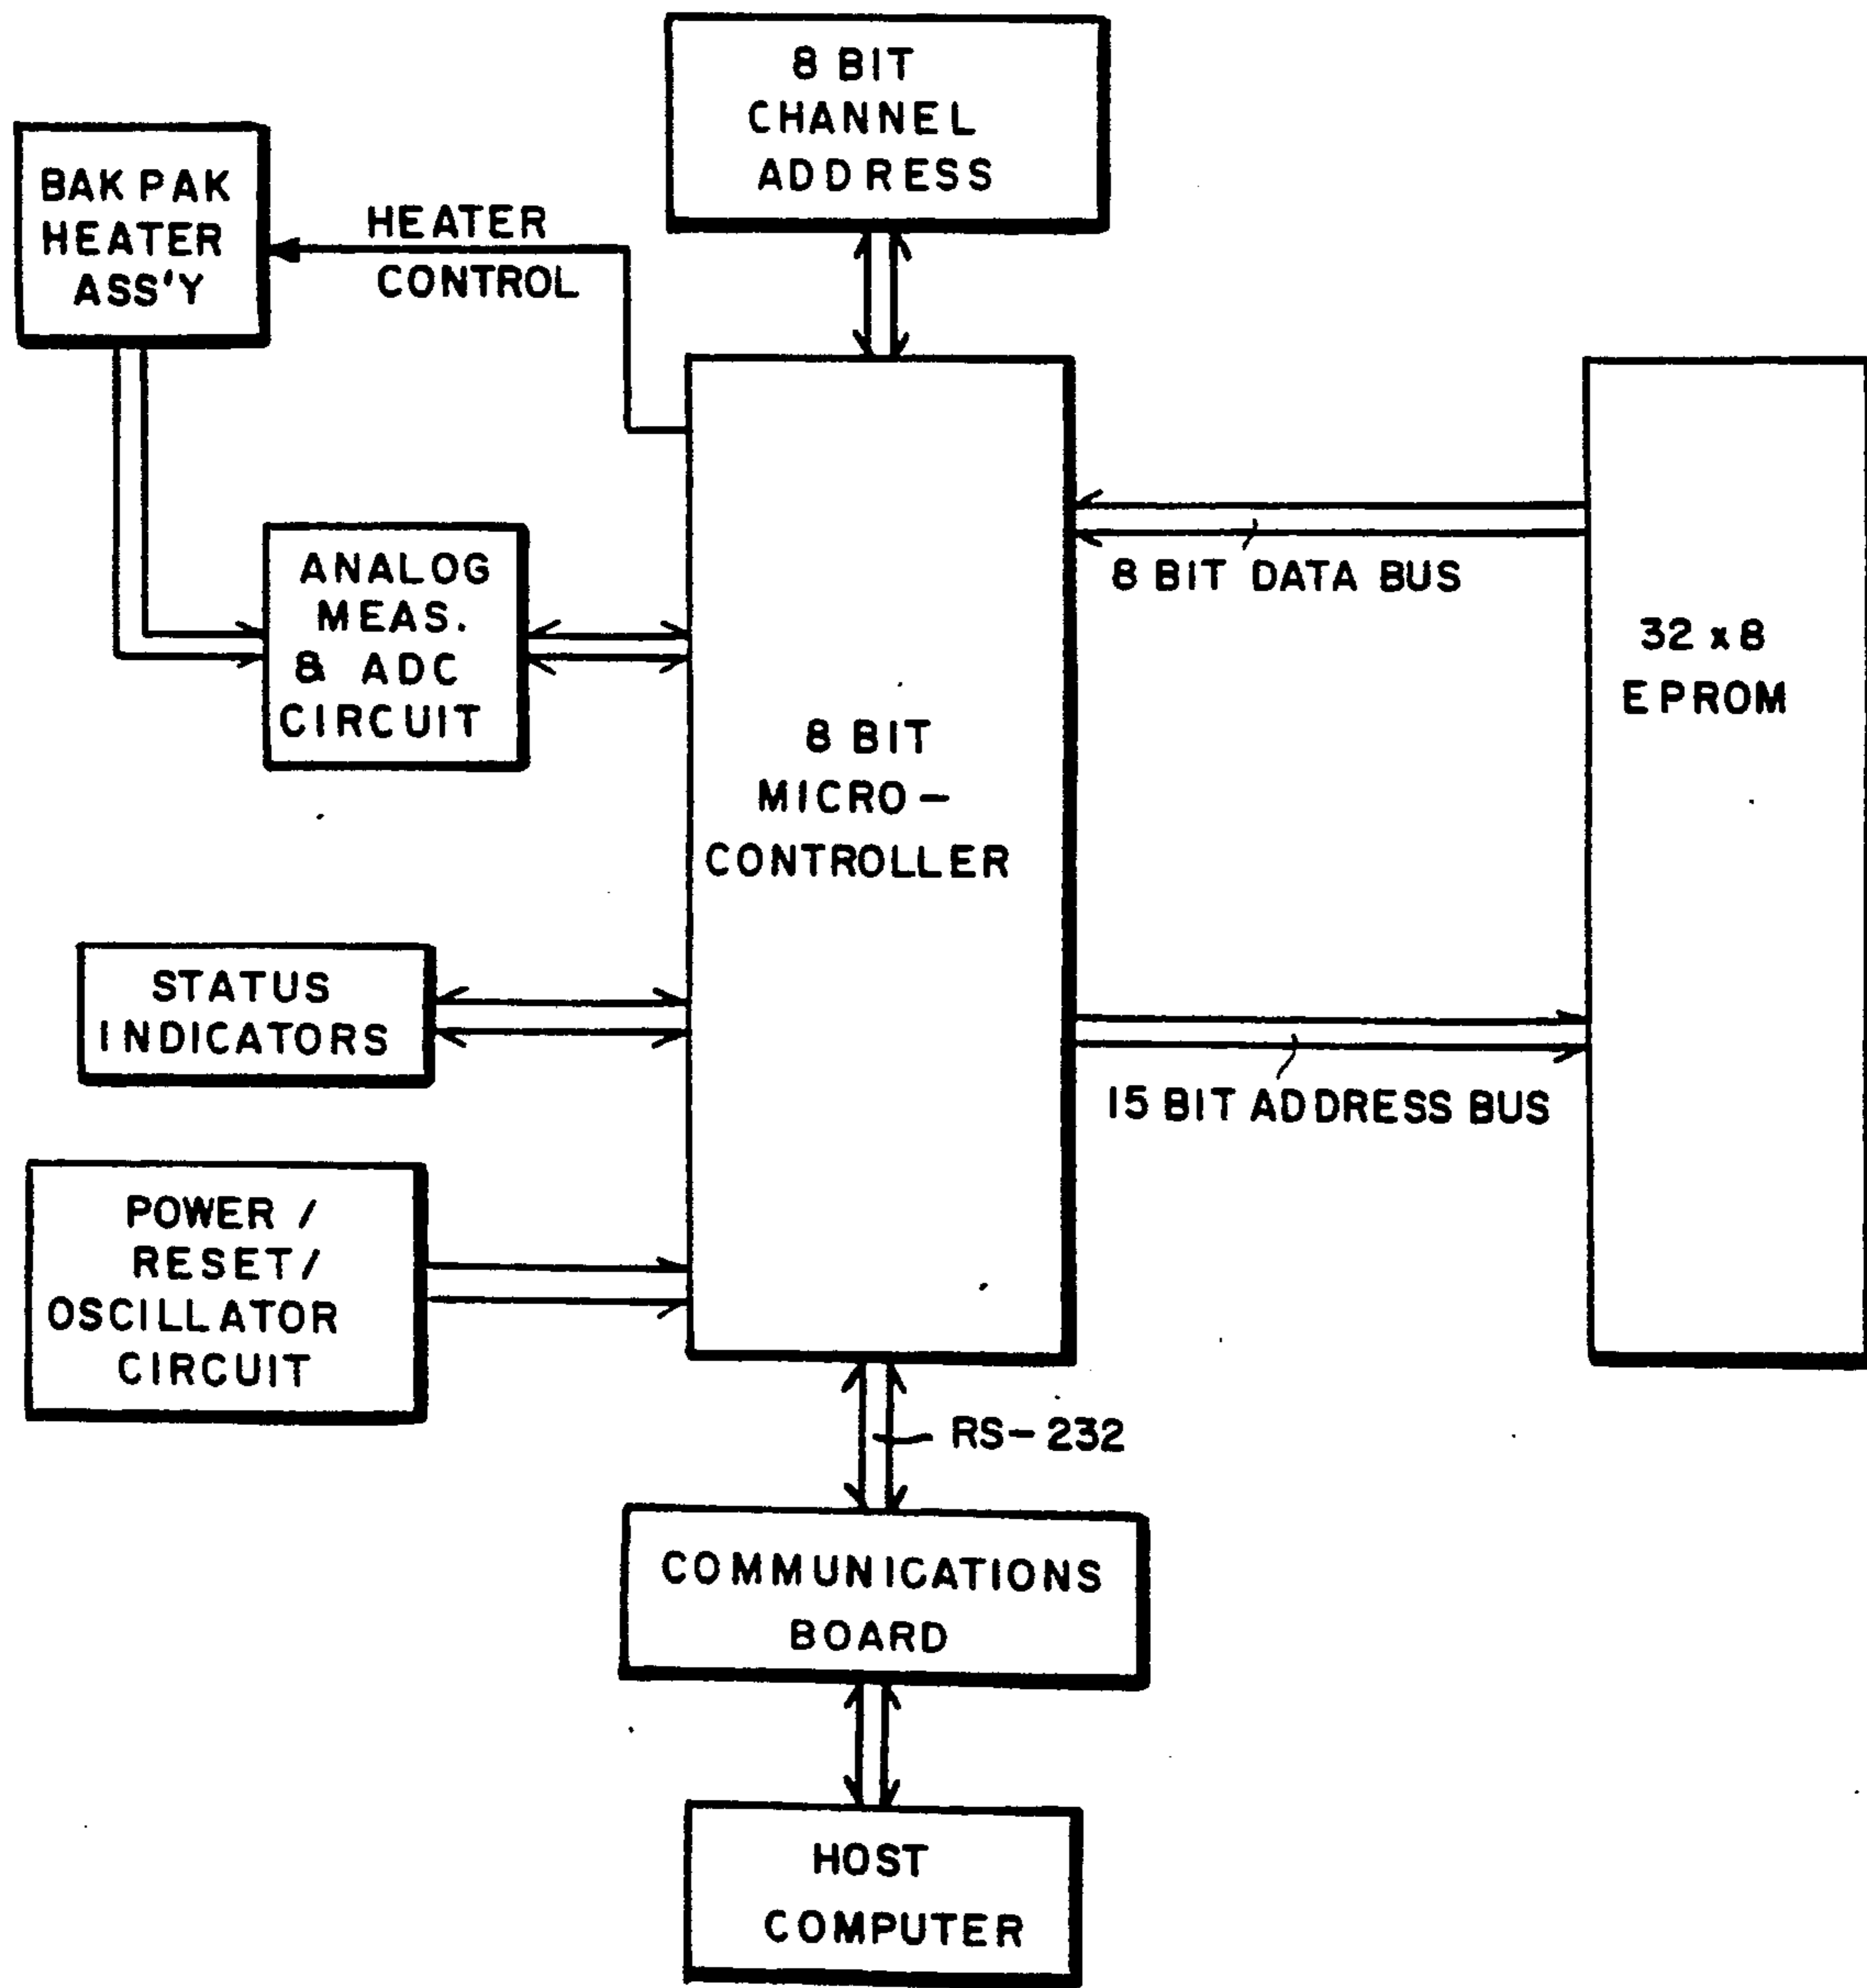 8 BIT
CHANNEL
ADDRESS
BAK PAK
HEATER
ASS'Y
HEATER
CONTROL
ANALOG
MEAS.
& ADC
CIRCUIT
8 BIT
MICRO-
CONTROLLER
8 BIT DATA BUS
32 x 8
EPROM
STATUS
INDICATORS
15 BIT ADDRESS BUS
POWER /
RESET /
OSCILLATOR
CIRCUIT
RS-232
COMMUNICATIONS
BOARD
HOST
COMPUTER